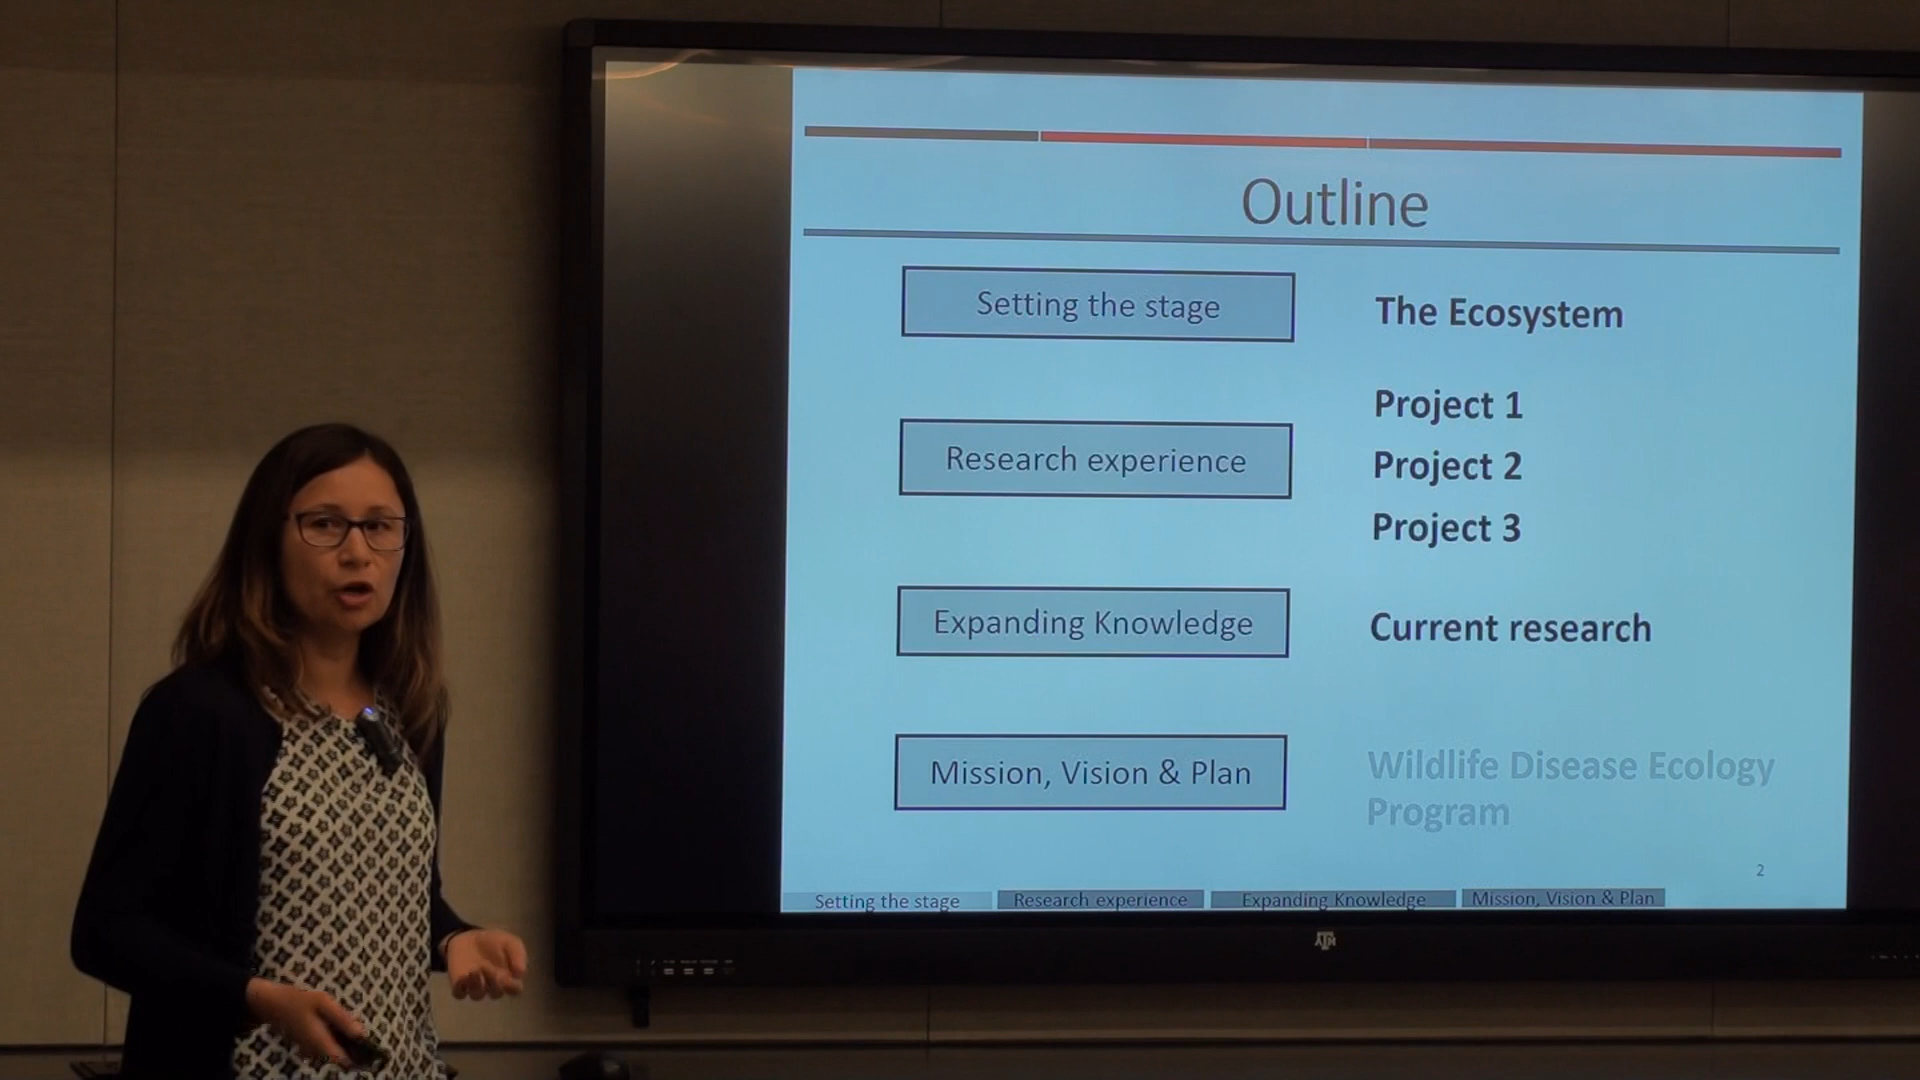 Outline
Setting the stage
The Ecosystem
Research experience
Project 1
Project 2
Project 3
Expanding Knowledge
Current research
Mission, Vision & Plan
Wildlife Disease Ecology
Program
2
Setting the stage
Research experience
Expanding Knowledge
Mission, Vision & Plan
ATM